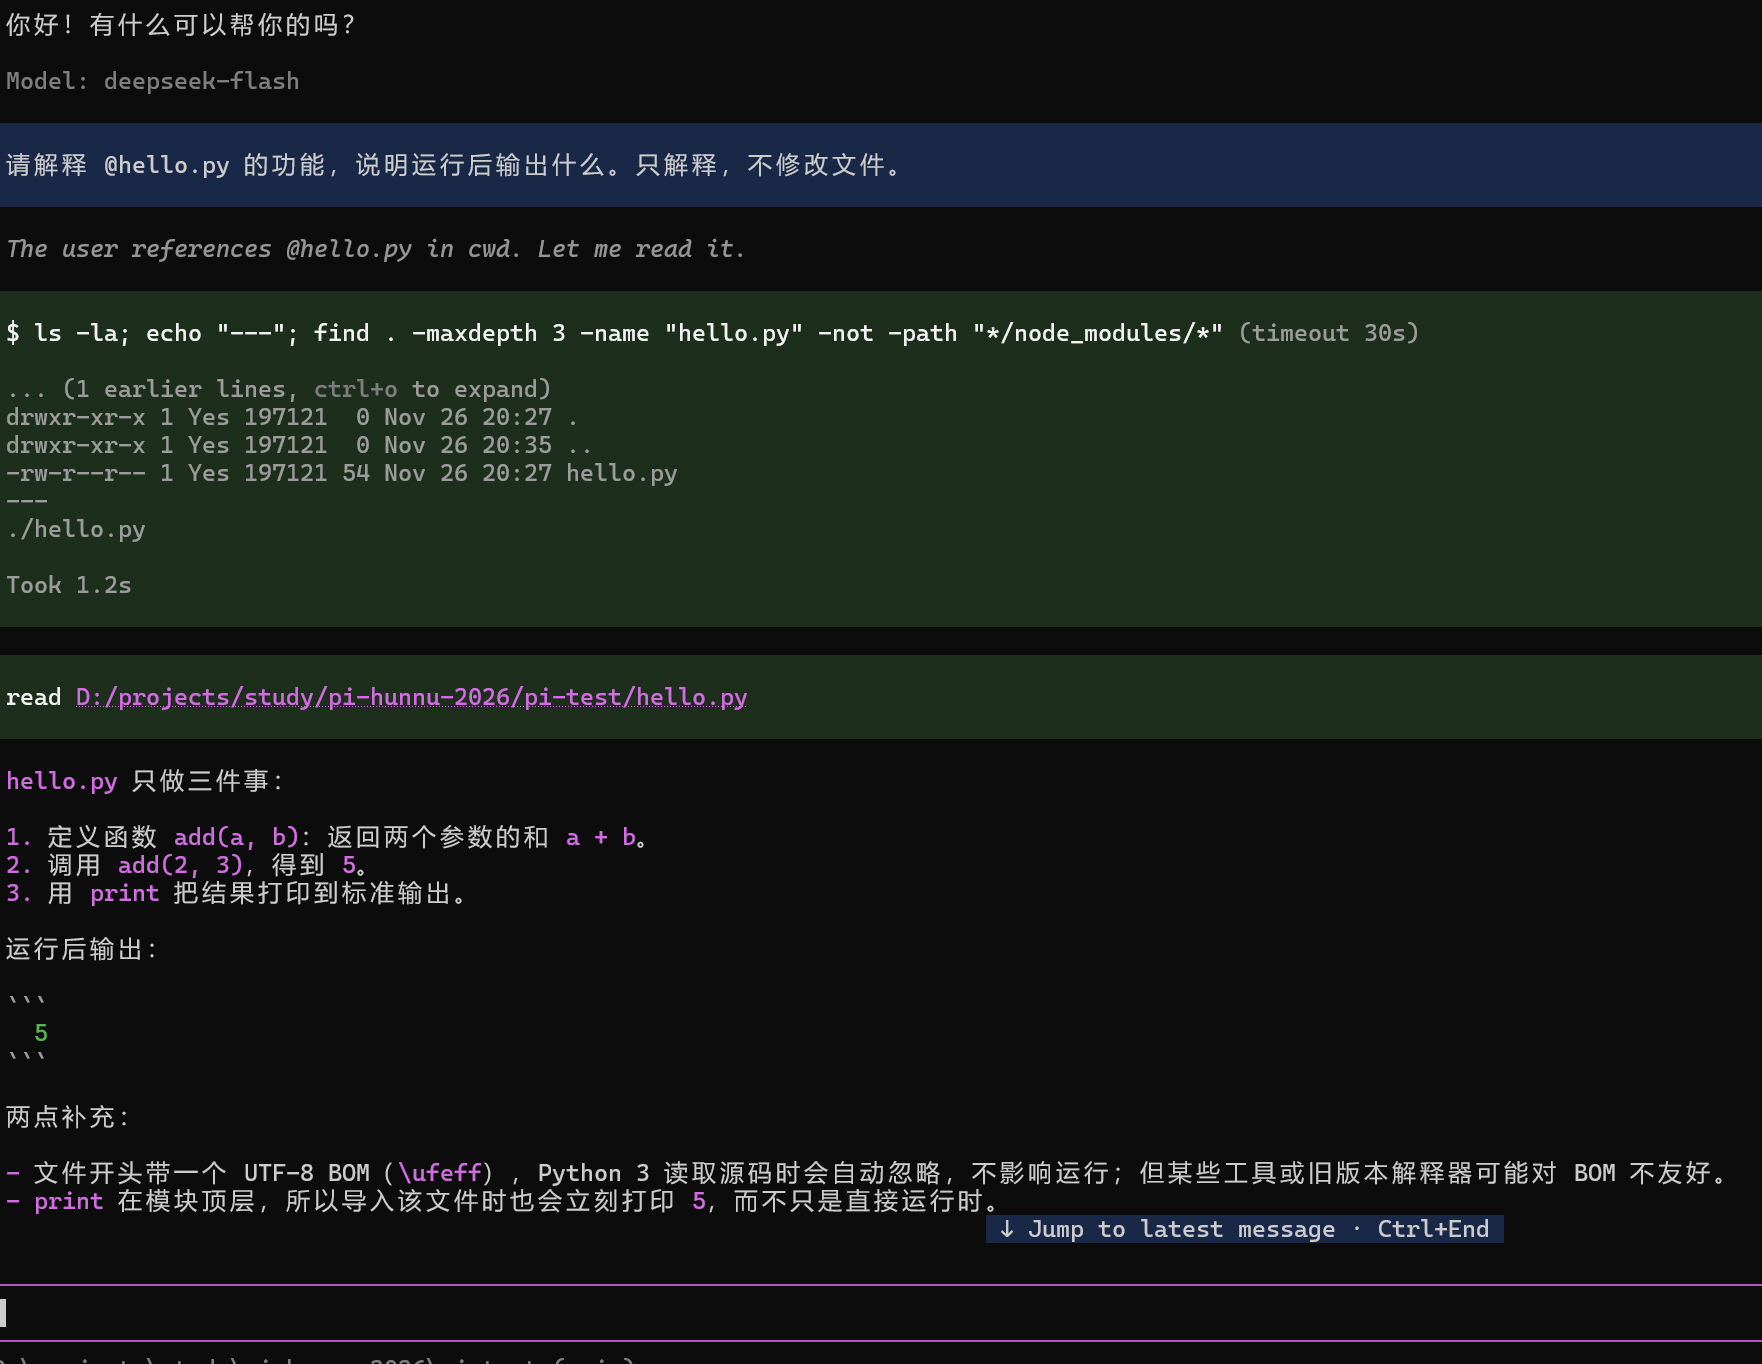 你好！有什么可以帮你的吗？
Model: deepseek-flash
请解释 @hello.py 的功能，说明运行后输出什么。只解释，不修改文件。
The user references @hello.py in cwd. Let me read it.
$ ls -la; echo "---"; find . -maxdepth 3 -name "hello.py" -not -path "*/node_modules/*" (timeout 30s)
... (1 earlier lines, ctrl+o to expand)
drwxr-xr-x 1 Yes 197121  0 Nov 26 20:27 .
drwxr-xr-x 1 Yes 197121  0 Nov 26 20:35 ..
-rw-r--r-- 1 Yes 197121 54 Nov 26 20:27 hello.py
---
./hello.py
Took 1.2s
read D:/projects/study/pi-hunnu-2026/pi-test/hello.py
hello.py 只做三件事：
1. 定义函数 add(a, b)：返回两个参数的和 a + b。
2. 调用 add(2, 3)，得到 5。
3. 用 print 把结果打印到标准输出。
运行后输出：
```
5
```
两点补充：
- 文件开头带一个 UTF-8 BOM（\ufeff），Python 3 读取源码时会自动忽略，不影响运行；但某些工具或旧版本解释器可能对 BOM 不友好。
- print 在模块顶层，所以导入该文件时也会立刻打印 5，而不只是直接运行时。
↓ Jump to latest message · Ctrl+End